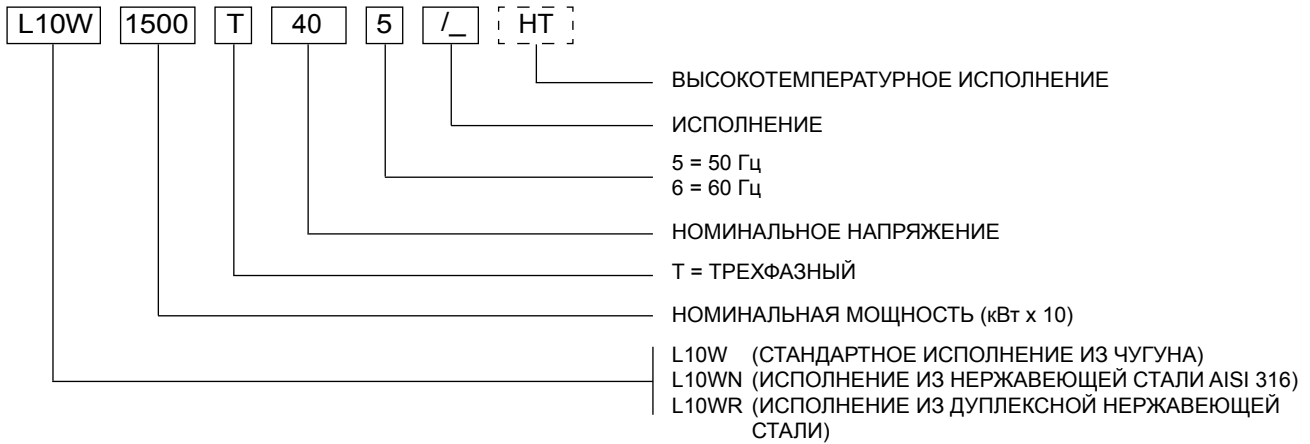 L10W 1500 T 40 5 /_ HT
ВЫСОКОТЕМПЕРАТУРНОЕ ИСПОЛНЕНИЕ
ИСПОЛНЕНИЕ
5 = 50 Гц
6 = 60 Гц
НОМИНАЛЬНОЕ НАПРЯЖЕНИЕ
Т = ТРЕХФАЗНЫЙ
НОМИНАЛЬНАЯ МОЩНОСТЬ (кВт x 10)
L10W (СТАНДАРТНОЕ ИСПОЛНЕНИЕ ИЗ ЧУГУНА)
L10WN (ИСПОЛНЕНИЕ ИЗ НЕРЖАВЕЮЩЕЙ СТАЛИ AISI 316)
L10WR (ИСПОЛНЕНИЕ ИЗ ДУПЛЕКСНОЙ НЕРЖАВЕЮЩЕЙ
СТАЛИ)